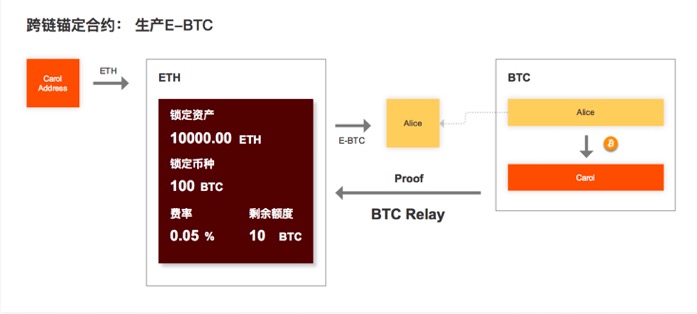 跨链锚定合约： 生产E-BTC
Carol
Address
ETH
ETH
锁定资产
10000.00 ETH
锁定币种
100 BTC
费率 剩余额度
0.05 % 10 BTC
E-BTC
Alice
Proof
BTC Relay
BTC
Alice
Carol